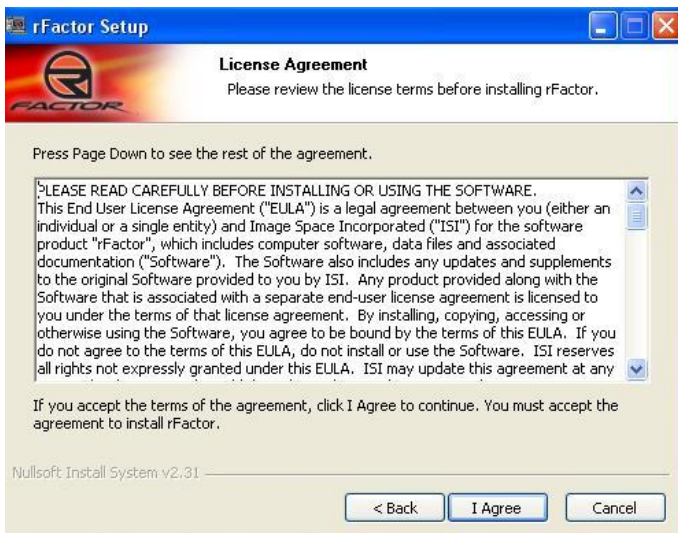 rFactor Setup
FACTOR
License Agreement
Please review the license terms before installing rFactor.
Press Page Down to see the rest of the agreement.
PLEASE READ CAREFULLY BEFORE INSTALLING OR USING THE SOFTWARE.
This End User License Agreement ("EULA") is a legal agreement between you (either an
individual or a single entity) and Image Space Incorporated ("ISI") for the software
product "rFactor", which includes computer software, data files and associated
documentation ("Software").  The Software also includes any updates and supplements
to the original Software provided to you by ISI.  Any product provided along with the
Software that is associated with a separate end-user license agreement is licensed to
you under the terms of that license agreement.  By installing, copying, accessing or
otherwise using the Software, you agree to be bound by the terms of this EULA.  If you
do not agree to the terms of this EULA, do not install or use the Software.  ISI reserves
all rights not expressly granted under this EULA.  ISI may update this agreement at any
If you accept the terms of the agreement, click I Agree to continue. You must accept the
agreement to install rFactor.
Nullsoft Install System v2.31
< Back
I Agree
Cancel